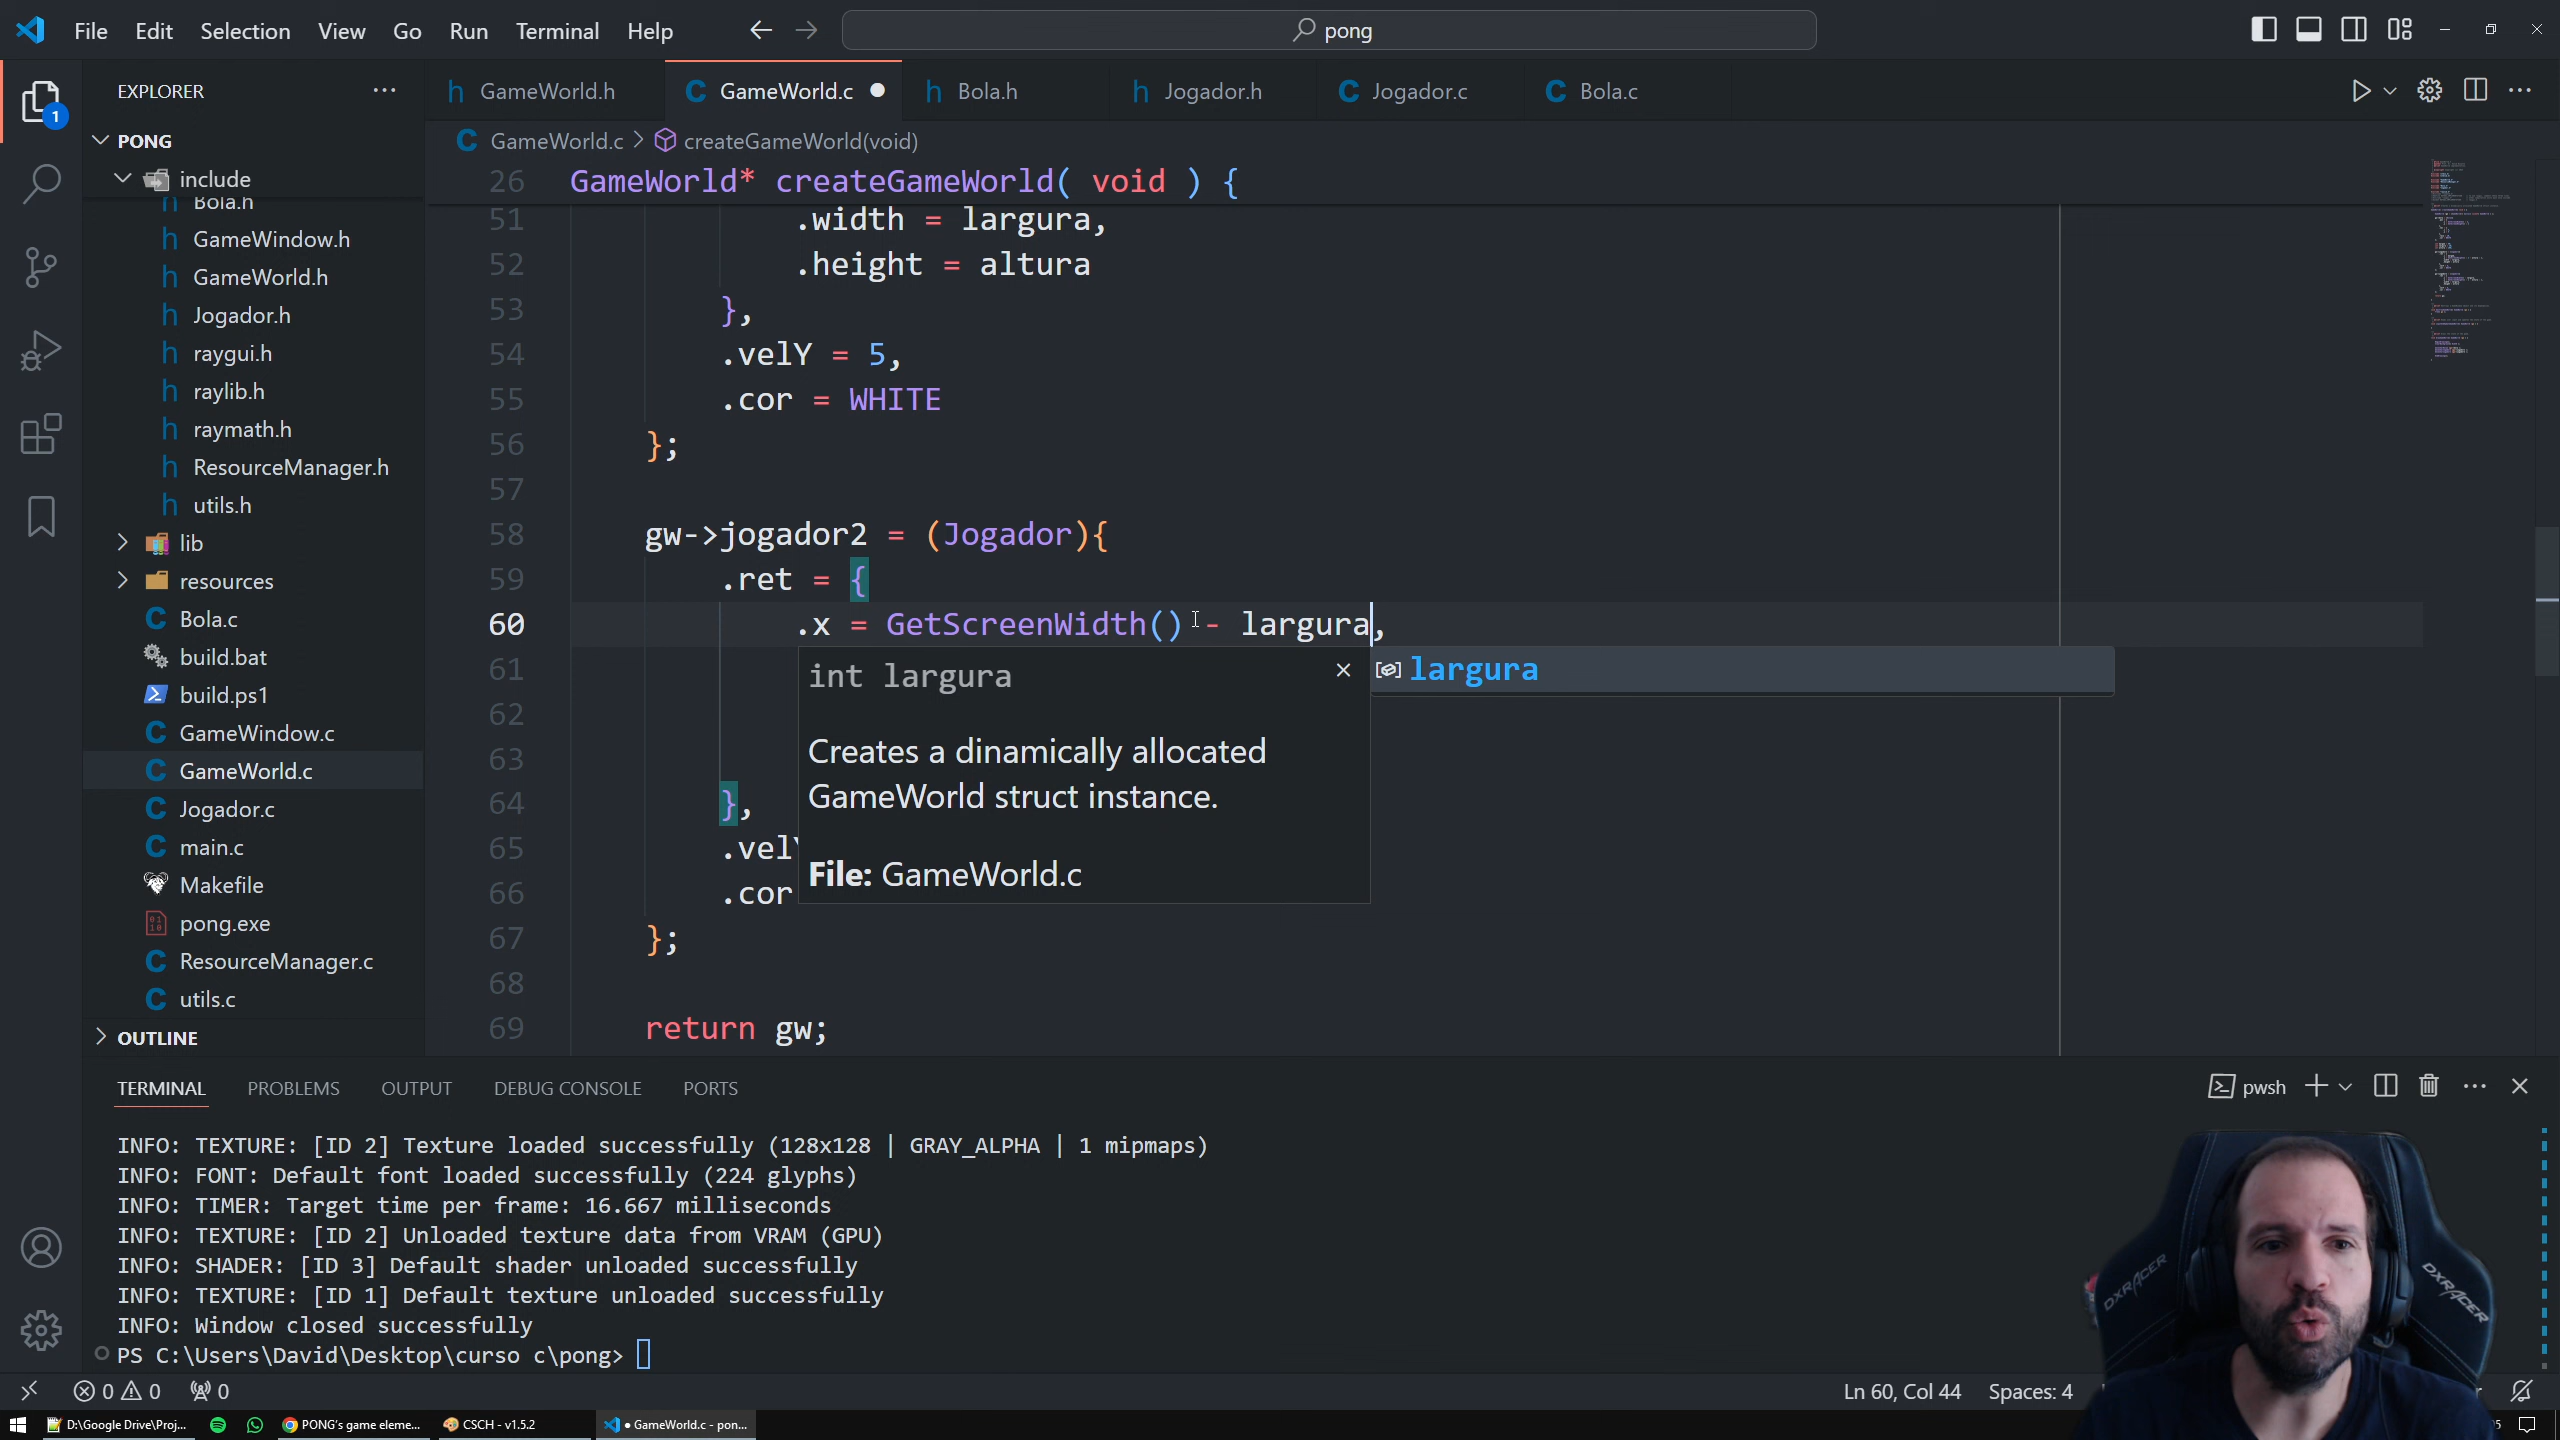 File Edit Selection View Go Run Terminal Help
pong
EXPLORER
GameWorld.h
GameWorld.c
Bola.h
Jogador.h
Jogador.c
Bola.c
GameWorld.c > createGameWorld(void)
1
PONG
include
Bola.h
GameWindow.h
GameWorld.h
Jogador.h
raygui.h
raylib.h
raymath.h
ResourceManager.h
utils.h
lib
resources
Bola.c
build.bat
build.ps1
GameWindow.c
GameWorld.c
Jogador.c
main.c
Makefile
pong.exe
ResourceManager.c
utils.c
OUTLINE
26 GameWorld* createGameWorld( void ) {
51 .width = largura,
52 .height = altura
53 },
54 .velY = 5,
55 .cor = WHITE
56 };
57
58 gw->jogador2 = (Jogador){
59 .ret = {
60 .x = GetScreenWidth() - largura,
61
62
63
64 },
65 .velY
66 .cor
67 };
68
69 return gw;
int largura
Creates a dinamically allocated
GameWorld struct instance.
File: GameWorld.c
largura
TERMINAL PROBLEMS OUTPUT DEBUG CONSOLE PORTS
pwsh
INFO: TEXTURE: [ID 2] Texture loaded successfully (128x128 | GRAY_ALPHA | 1 mipmaps)
INFO: FONT: Default font loaded successfully (224 glyphs)
INFO: TIMER: Target time per frame: 16.667 milliseconds
INFO: TEXTURE: [ID 2] Unloaded texture data from VRAM (GPU)
INFO: SHADER: [ID 3] Default shader unloaded successfully
INFO: TEXTURE: [ID 1] Default texture unloaded successfully
INFO: Window closed successfully
PS C:\Users\David\Desktop\curso c\pong>
DXRACER
DXRACER
0 0 0
Ln 60, Col 44 Spaces: 4
D:\Google Drive\Proj...
PONG's game eleme...
CSCH - v1.5.2
● GameWorld.c - pon...